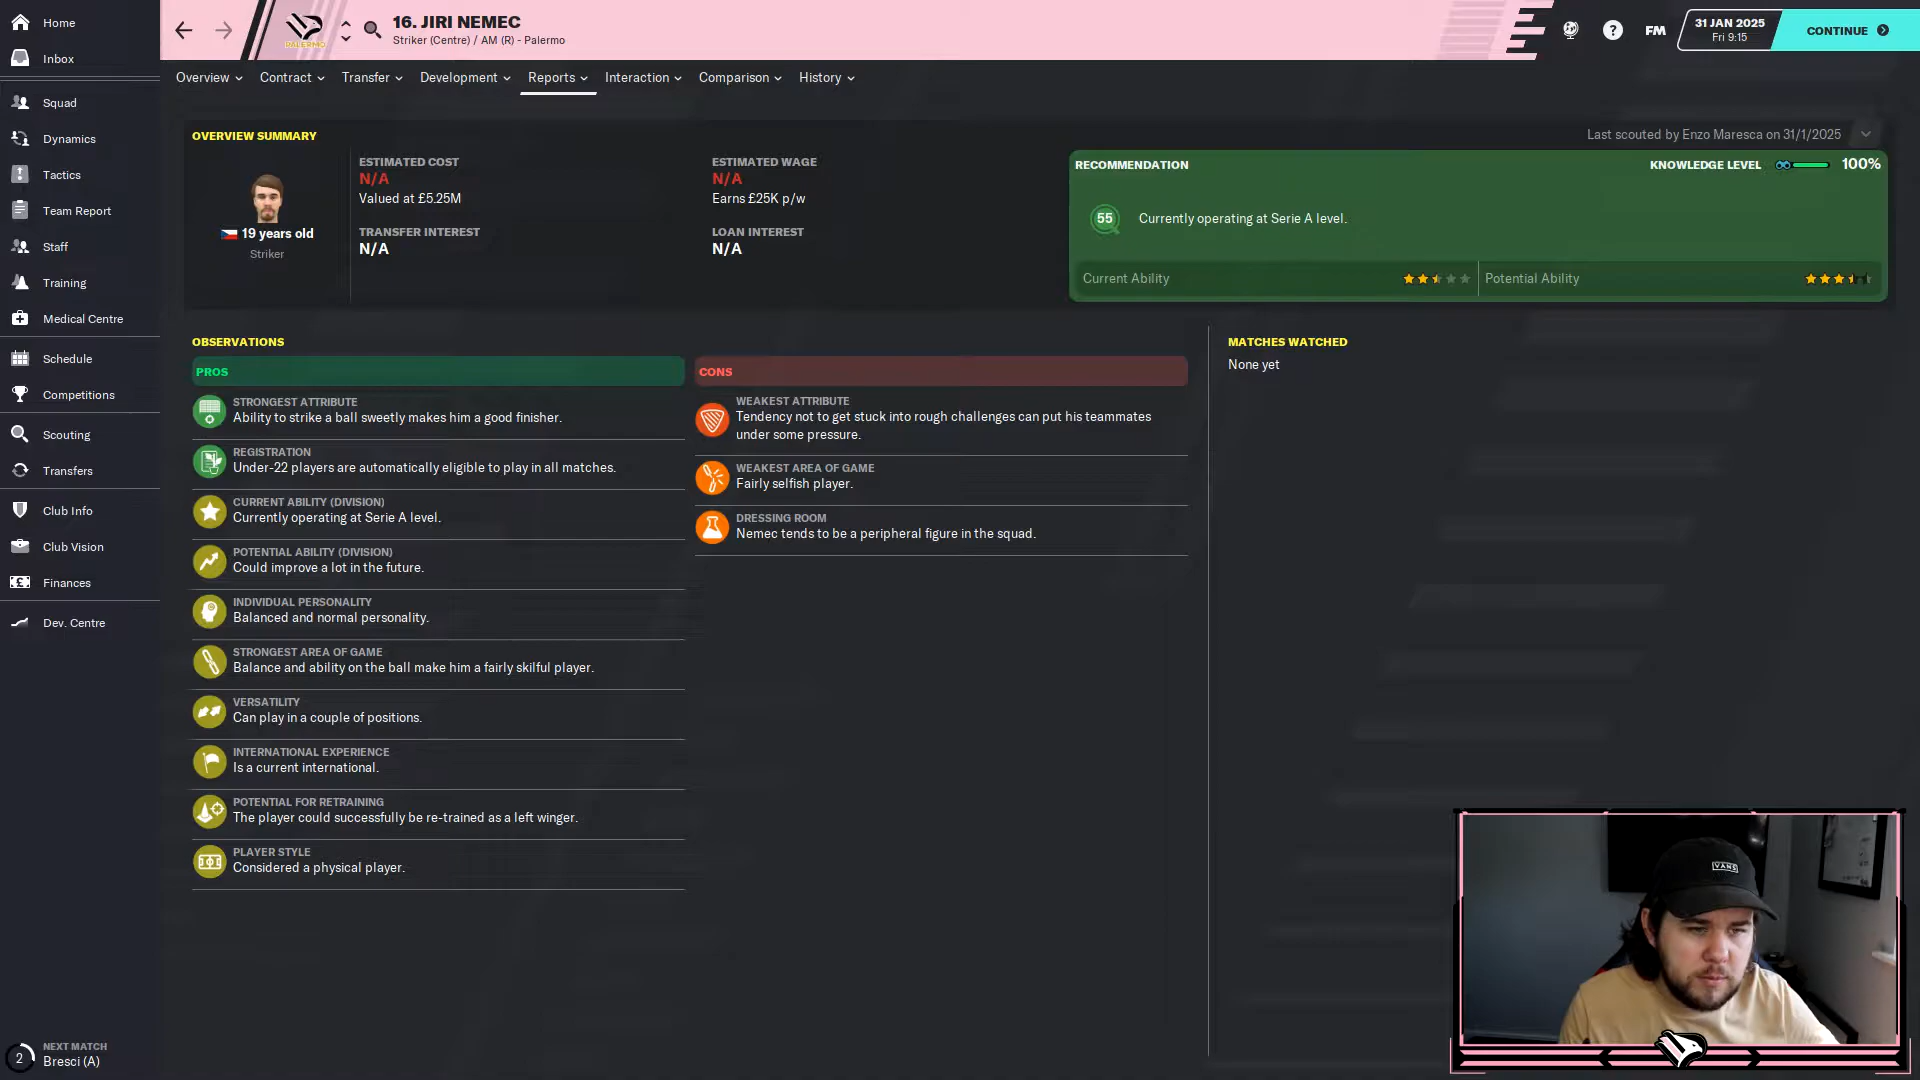 Home
Inbox
Squad
Dynamics
Tactics
Team Report
Staff
Training
Medical Centre
Schedule
Competitions
Scouting
Transfers
Club Info
Club Vision
Finances
Dev. Centre
2
NEXT MATCH
Bresci (A)
PALERMO
16. JIRI NEMEC
Striker (Centre) / AM (R) - Palermo
?
FM
31 JAN 2025
Fri 9:15
CONTINUE
Overview
Contract
Transfer
Development
Reports
Interaction
Comparison
History
OVERVIEW SUMMARY
Last scouted by Enzo Maresca on 31/1/2025
19 years old
Striker
ESTIMATED COST
N/A
Valued at £5.25M
TRANSFER INTEREST
N/A
ESTIMATED WAGE
N/A
Earns £25K p/w
LOAN INTEREST
N/A
RECOMMENDATION
KNOWLEDGE LEVEL
100%
55
Currently operating at Serie A level.
Current Ability
Potential Ability
OBSERVATIONS
PROS
STRONGEST ATTRIBUTE
Ability to strike a ball sweetly makes him a good finisher.
REGISTRATION
Under-22 players are automatically eligible to play in all matches.
CURRENT ABILITY (DIVISION)
Currently operating at Serie A level.
POTENTIAL ABILITY (DIVISION)
Could improve a lot in the future.
INDIVIDUAL PERSONALITY
Balanced and normal personality.
STRONGEST AREA OF GAME
Balance and ability on the ball make him a fairly skilful player.
VERSATILITY
Can play in a couple of positions.
INTERNATIONAL EXPERIENCE
Is a current international.
POTENTIAL FOR RETRAINING
The player could successfully be re-trained as a left winger.
PLAYER STYLE
Considered a physical player.
CONS
WEAKEST ATTRIBUTE
Tendency not to get stuck into rough challenges can put his teammates
under some pressure.
WEAKEST AREA OF GAME
Fairly selfish player.
DRESSING ROOM
Nemec tends to be a peripheral figure in the squad.
MATCHES WATCHED
None yet
VANS